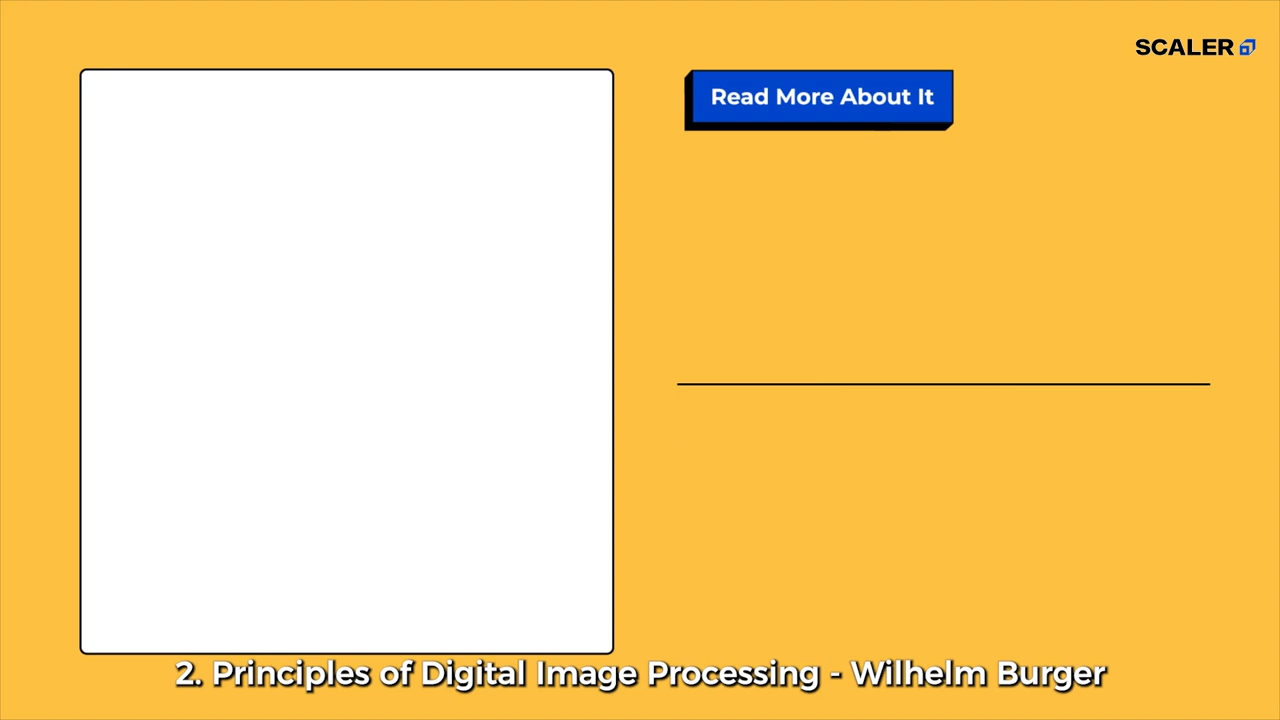 SCALER
Read More About It
2. Principles of Digital Image Processing - Wilhelm Burger